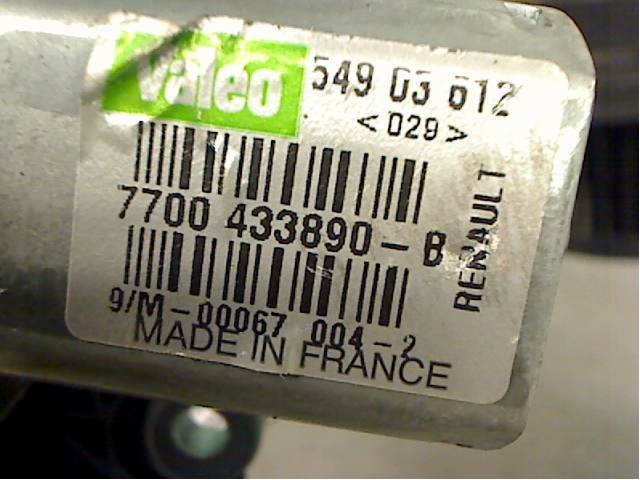 Valeo 549 03 612
<029>
7700 433890-B
RENAULT
9/M-00067 004-2
MADE IN FRANCE